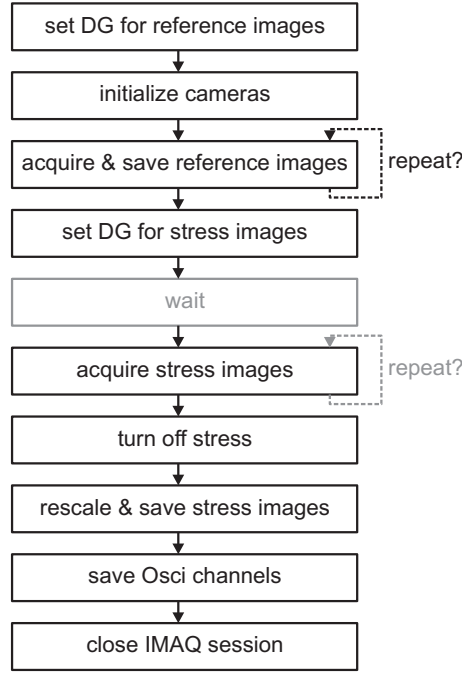 set DG for reference images
initialize cameras
acquire & save reference images
repeat?
set DG for stress images
wait
acquire stress images
repeat?
turn off stress
rescale & save stress images
save Osci channels
close IMAQ session